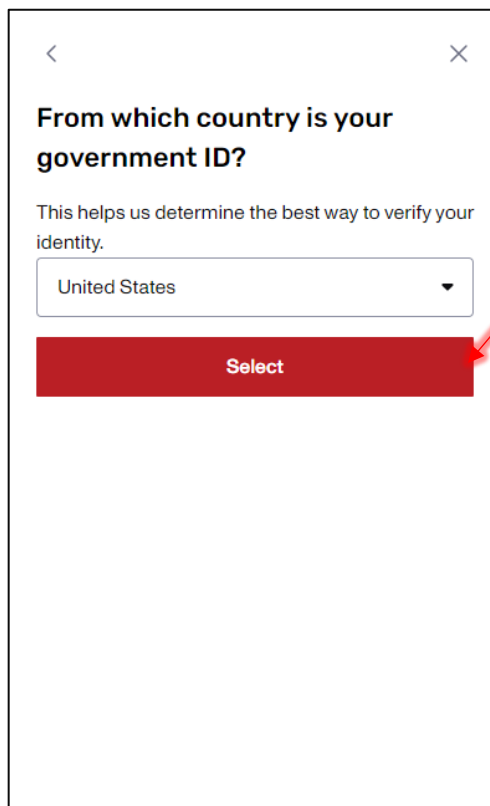 From which country is your
government ID?
This helps us determine the best way to verify your
identity.
United States
Select